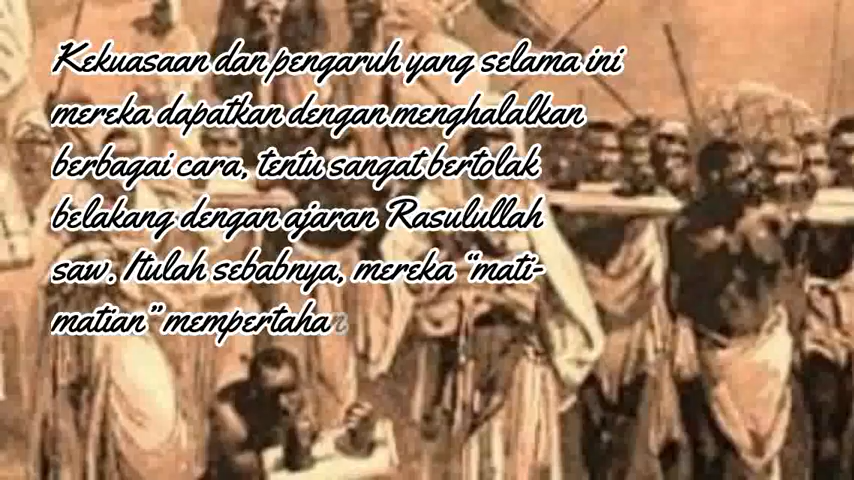 Kekuasaan dan pengaruh yang selama ini
mereka dapatkan dengan menghalalkan
berbagai cara, tentu sangat bertolak
belakang dengan ajaran Rasulullah
saw. Itulah sebabnya, mereka “mati-
matian” mempertahan